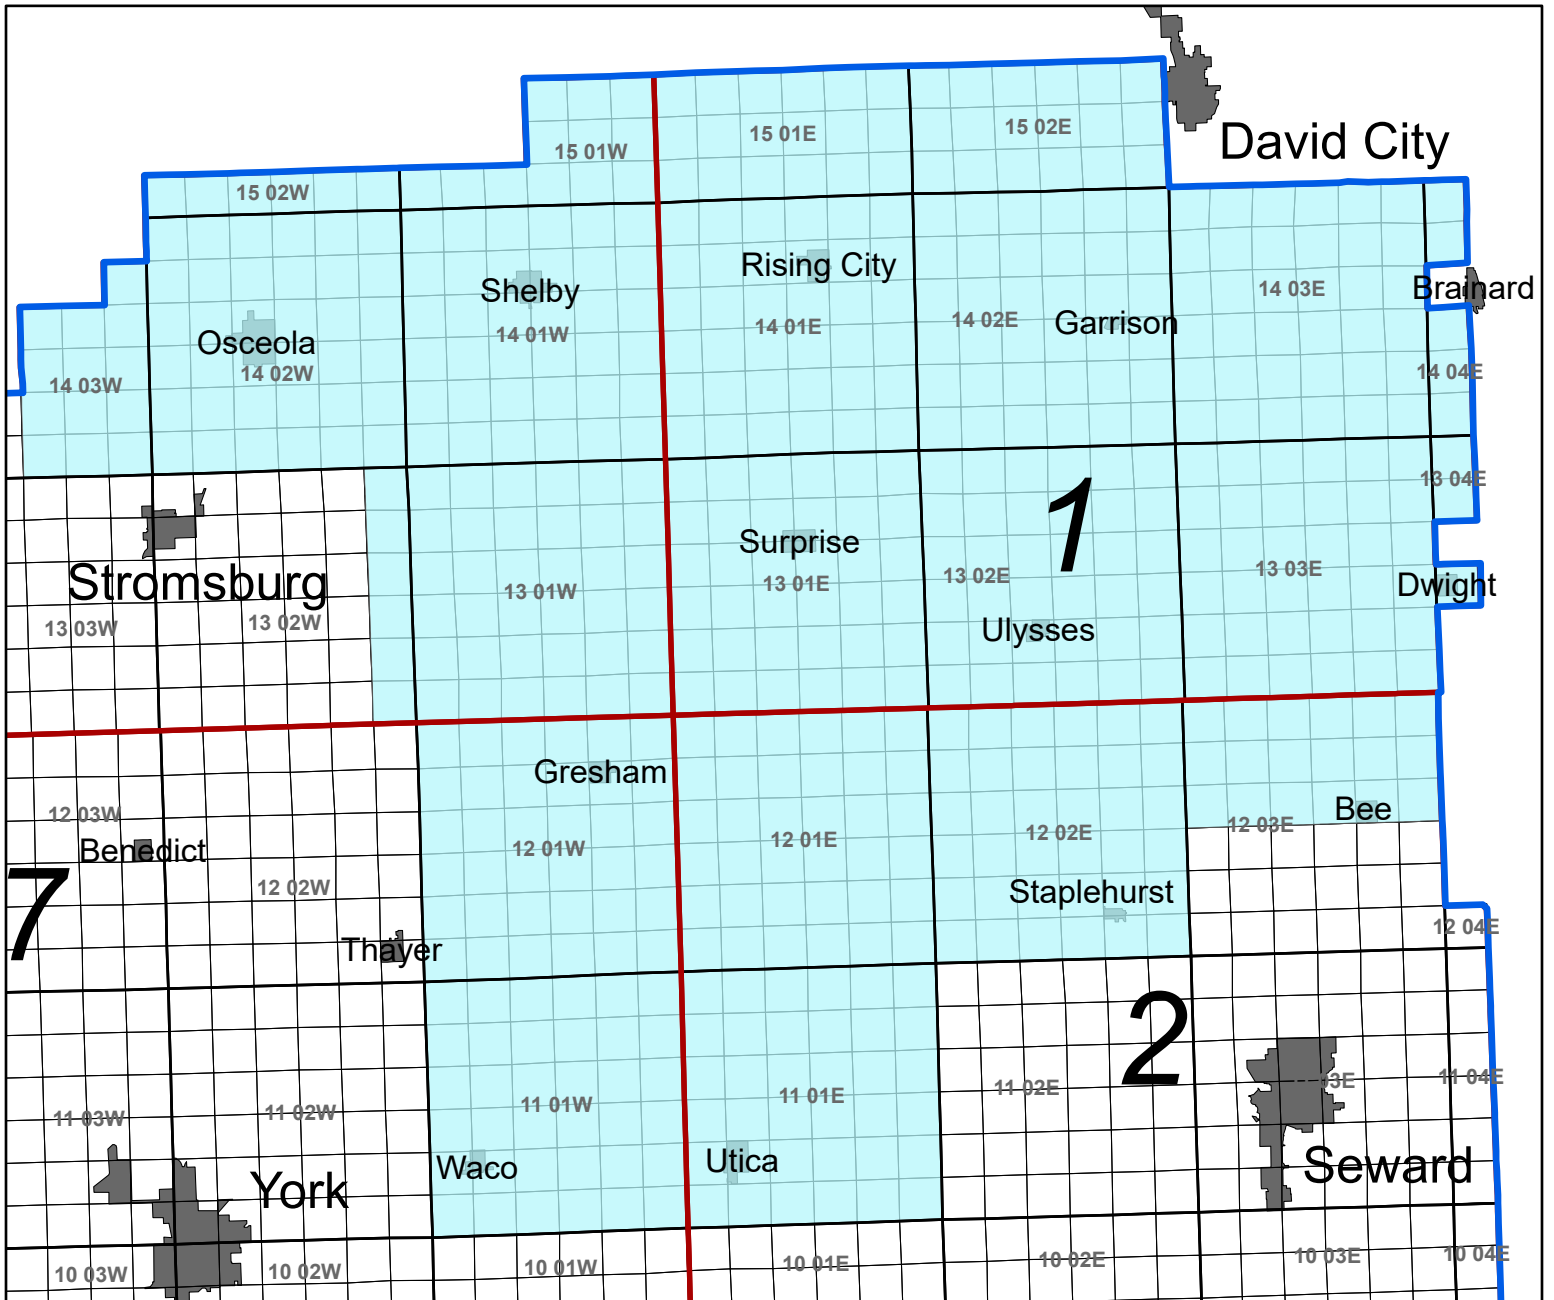 David City
15 01E
15 02E
15 01W
15 02W
Rising City
Shelby
14 03E
Brainard
14 01E
14 02E
Garrison
14 01W
Osceola
14 02W
14 03W
14 04E
13 04E
1
Surprise
13 01E
13 02E
13 03E
Dwight
Stromsburg
13 01W
13 02W
13 03W
Ulysses
Gresham
12 03W
Bee
12 03E
12 02E
12 01E
12 01W
Benedict
7
12 02W
Staplehurst
12 04E
Thayer
2
11 04E
03E
11 02E
11 01E
11 01W
11 02W
11 03W
Waco
Utica
Seward
York
10 03W
10 02W
10 01W
10 01E
10 02E
10 03E
10 04E